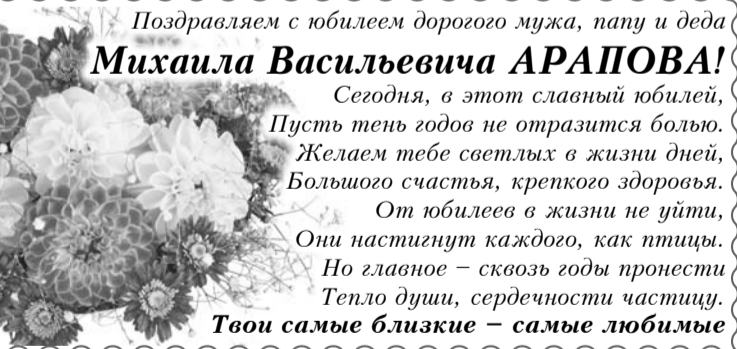 Поздравляем с юбилеем дорогого мужа, папу и деда
Михаила Васильевича АРАПОВА!
Сегодня, в этот славный юбилей,
Пусть тень годов не отразится болью.
Желаем тебе светлых в жизни дней,
Большого счастья, крепкого здоровья.
От юбилеев в жизни не уйти,
Они настигнут каждого, как птицы.
Но главное – сквозь годы пронести
Тепло души, сердечности частицу.
Твои самые близкие – самые любимые